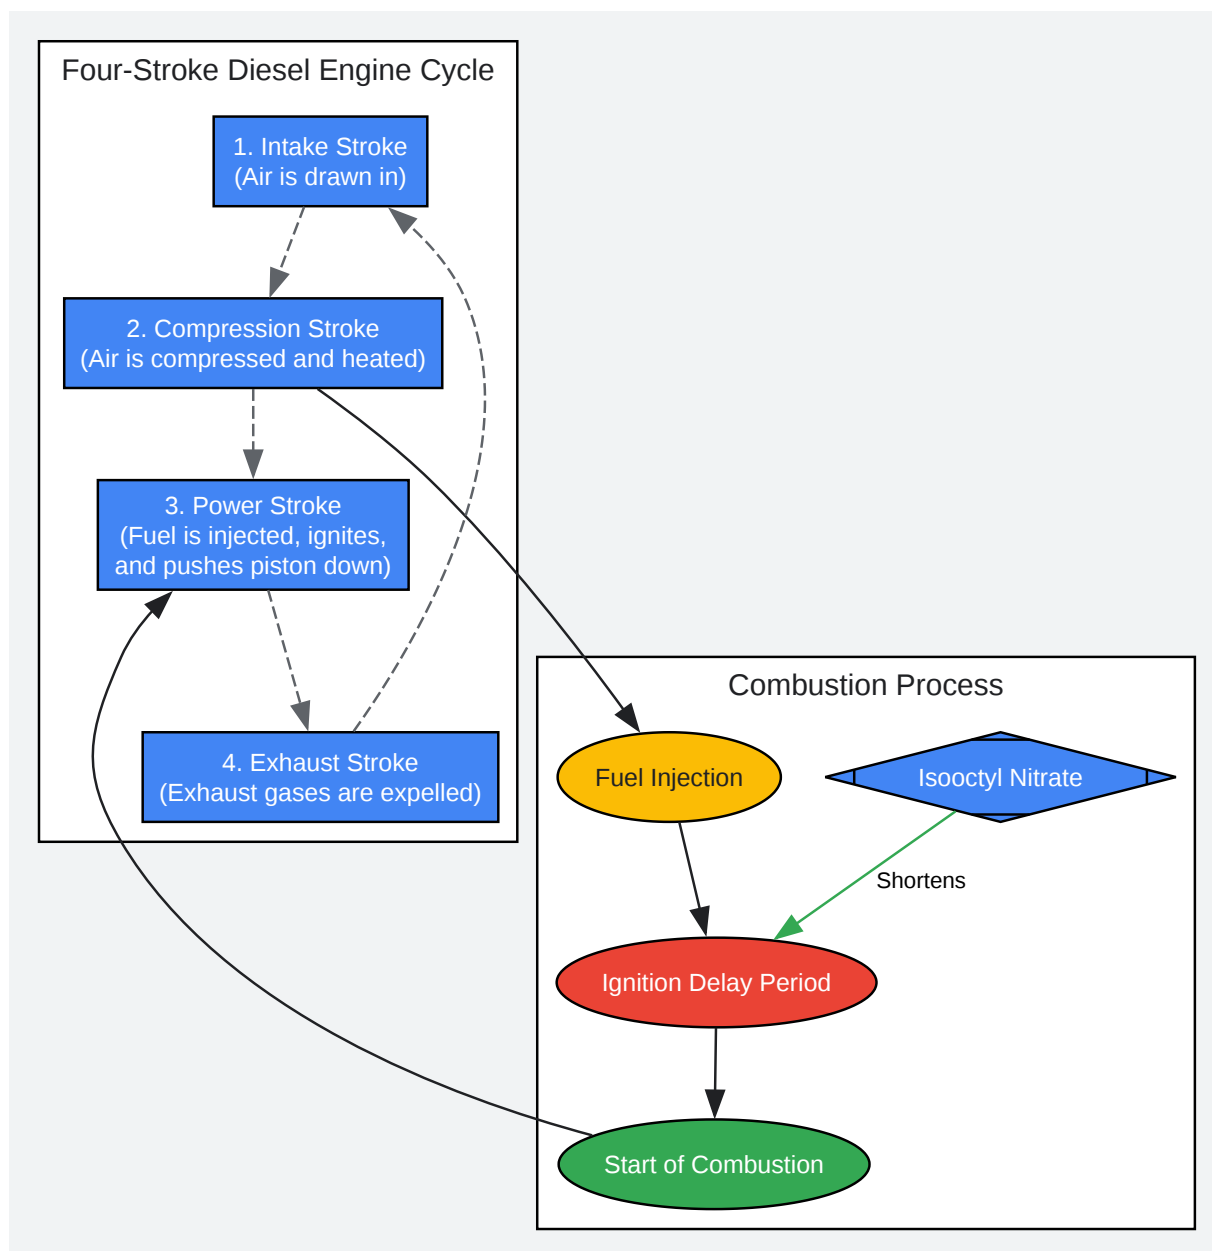 Four-Stroke Diesel Engine Cycle
1. Intake Stroke
(Air is drawn in)
2. Compression Stroke
(Air is compressed and heated)
3. Power Stroke
(Fuel is injected, ignites,
and pushes piston down)
4. Exhaust Stroke
(Exhaust gases are expelled)
Combustion Process
Fuel Injection
Isooctyl Nitrate
Shortens
Ignition Delay Period
Start of Combustion